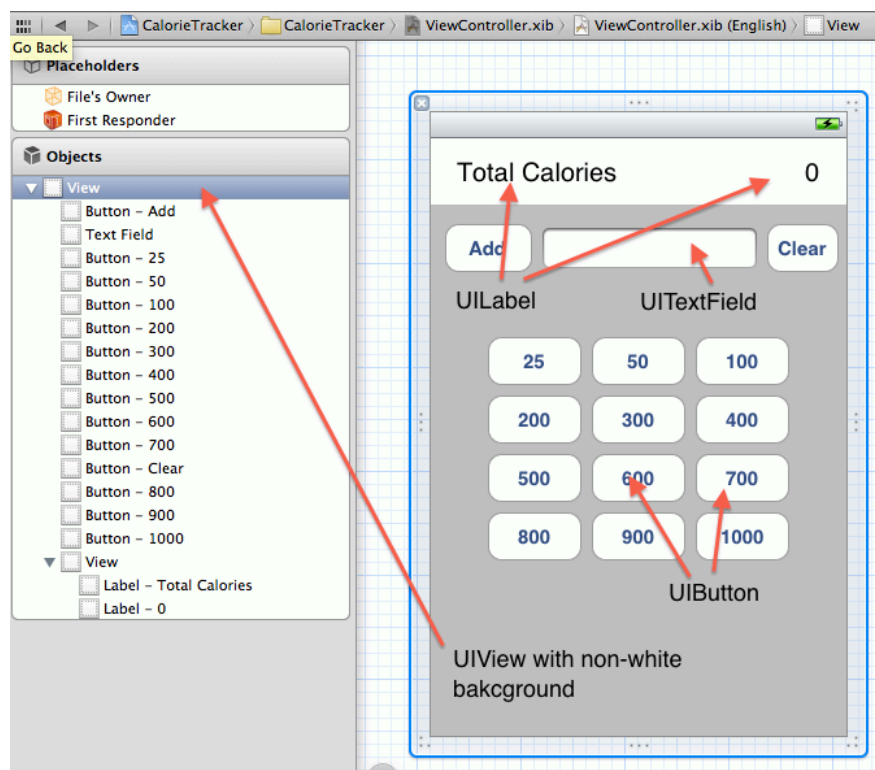 CalorieTracker CalorieTracker ViewController.xib ViewController.xib (English) View
Go Back
Placeholders
File's Owner
First Responder
Objects
View
Button – Add
Text Field
Button – 25
Button – 50
Button – 100
Button – 200
Button – 300
Button – 400
Button – 500
Button – 600
Button – 700
Button – Clear
Button – 800
Button – 900
Button – 1000
View
Label – Total Calories
Label – 0
Total Calories 0
Add Clear
UILabel UITextField
25 50 100
200 300 400
500 600 700
800 900 1000
UIButton
UIView with non-white
bakcground